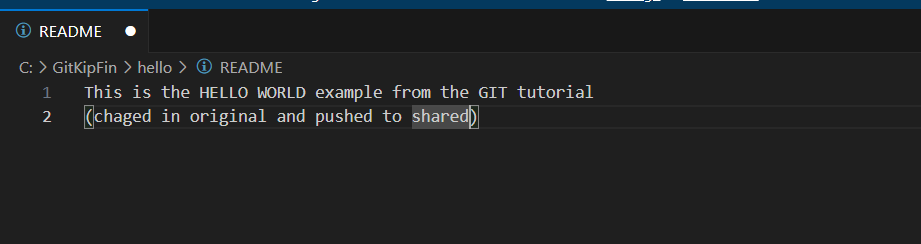 README
C: > GitKipFin > hello > README
1 This is the HELLO WORLD example from the GIT tutorial
2 (chaged in original and pushed to shared)